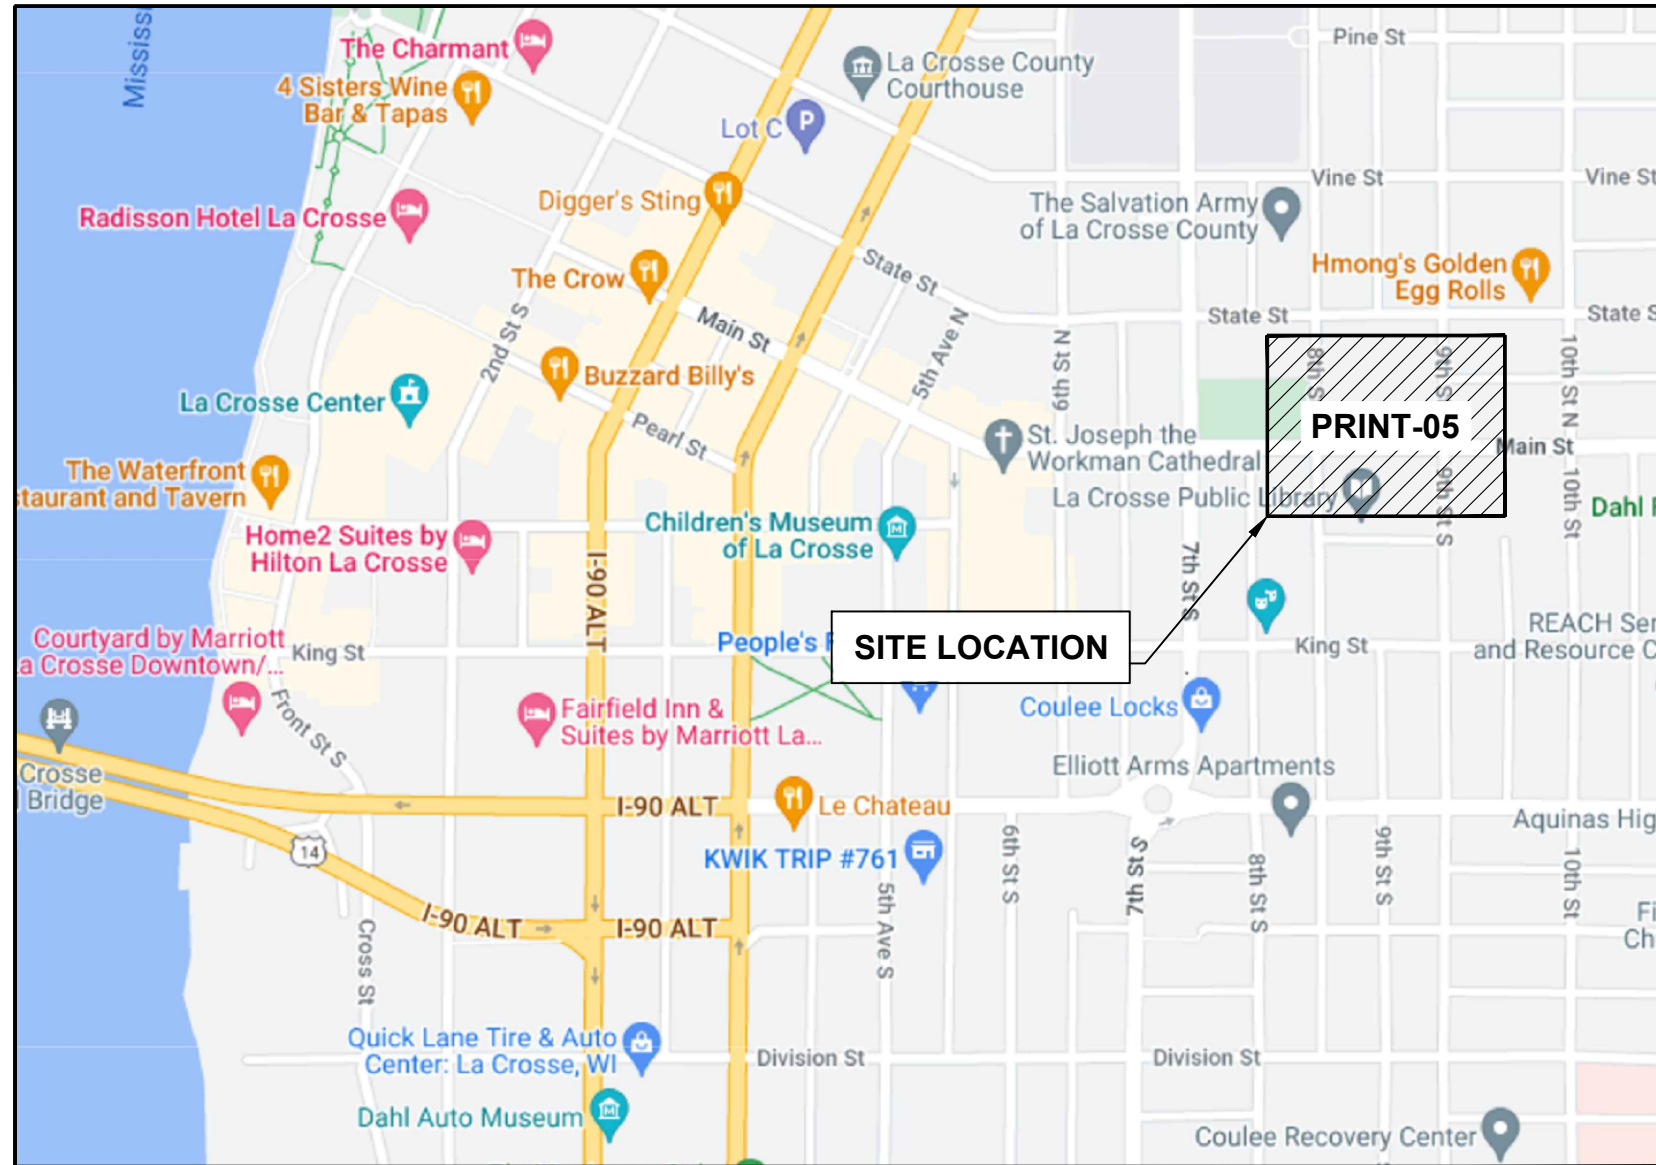 Mississi
The Charmant
4 Sisters Wine
Bar & Tapas
Lot C
P
La Crosse County
Courthouse
Pine St
Radisson Hotel La Crosse
Digger's Sting
Vine St
Vine St
The Salvation Army
of La Crosse County
The Crow
State St
Hmong's Golden
Egg Rolls
Main St
2nd St S
5th Ave N
State St
State S
6th St N
8th S
9th S
10th St N
Buzzard Billy's
La Crosse Center
Pearl St
PRINT-05
St. Joseph the
Workman Cathedral
Main St
La Crosse Public Library
9th St S
10th St
Dahl F
The Waterfront
staurant and Tavern
Home2 Suites by
Hilton La Crosse
Children's Museum
of La Crosse
I-90 ALT
7th St S
Courtyard by Marriott
a Crosse Downtown/...
King St
People's F
SITE LOCATION
King St
REACH Ser
and Resource C
Front St S
Fairfield Inn &
Suites by Marriott La...
Coulee Locks
Elliott Arms Apartments
Crosse
Bridge
I-90 ALT
Le Chateau
Aquinas Hig
14
KWIK TRIP #761
6th St S
7th St S
8th St S
9th St S
10th St
5th Ave S
I-90 ALT
I-90 ALT
Fi
Ch
Cross St
Quick Lane Tire & Auto
Center: La Crosse, WI
Division St
Division St
Dahl Auto Museum
Coulee Recovery Center